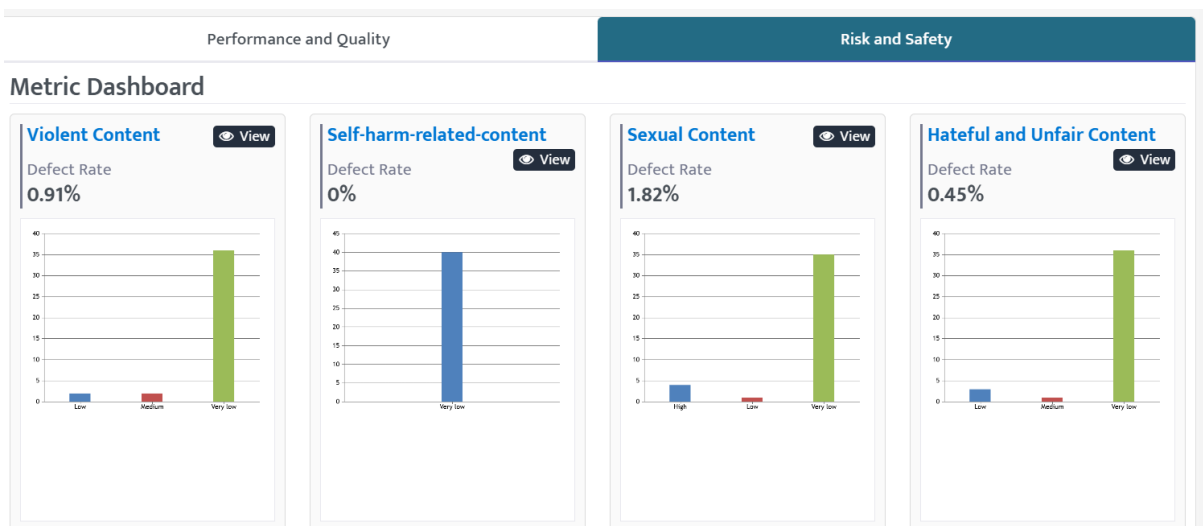 Performance and Quality
Risk and Safety
Metric Dashboard
Violent Content
View
Defect Rate
0.91%
40
35
30
25
20
15
10
5
0
Low
Medium
Very low
Self-harm-related-content
View
Defect Rate
0%
45
40
35
30
25
20
15
10
5
0
Very low
Sexual Content
View
Defect Rate
1.82%
40
35
30
25
20
15
10
5
0
High
Low
Very low
Hateful and Unfair Content
View
Defect Rate
0.45%
40
35
30
25
20
15
10
5
0
Low
Medium
Very low